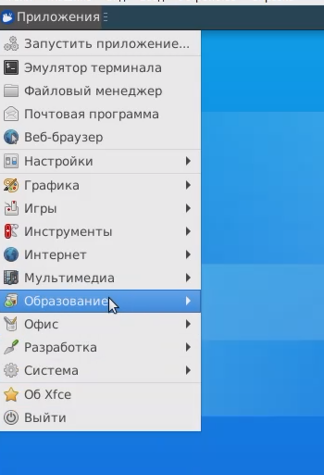 Приложения
Запустить приложение...
Эмулятор терминала
Файловый менеджер
Почтовая программа
Веб-браузер
Настройки
Графика
Игры
Инструменты
Интернет
Мультимедиа
Образование
Офис
Разработка
Система
Об Xfce
Выйти